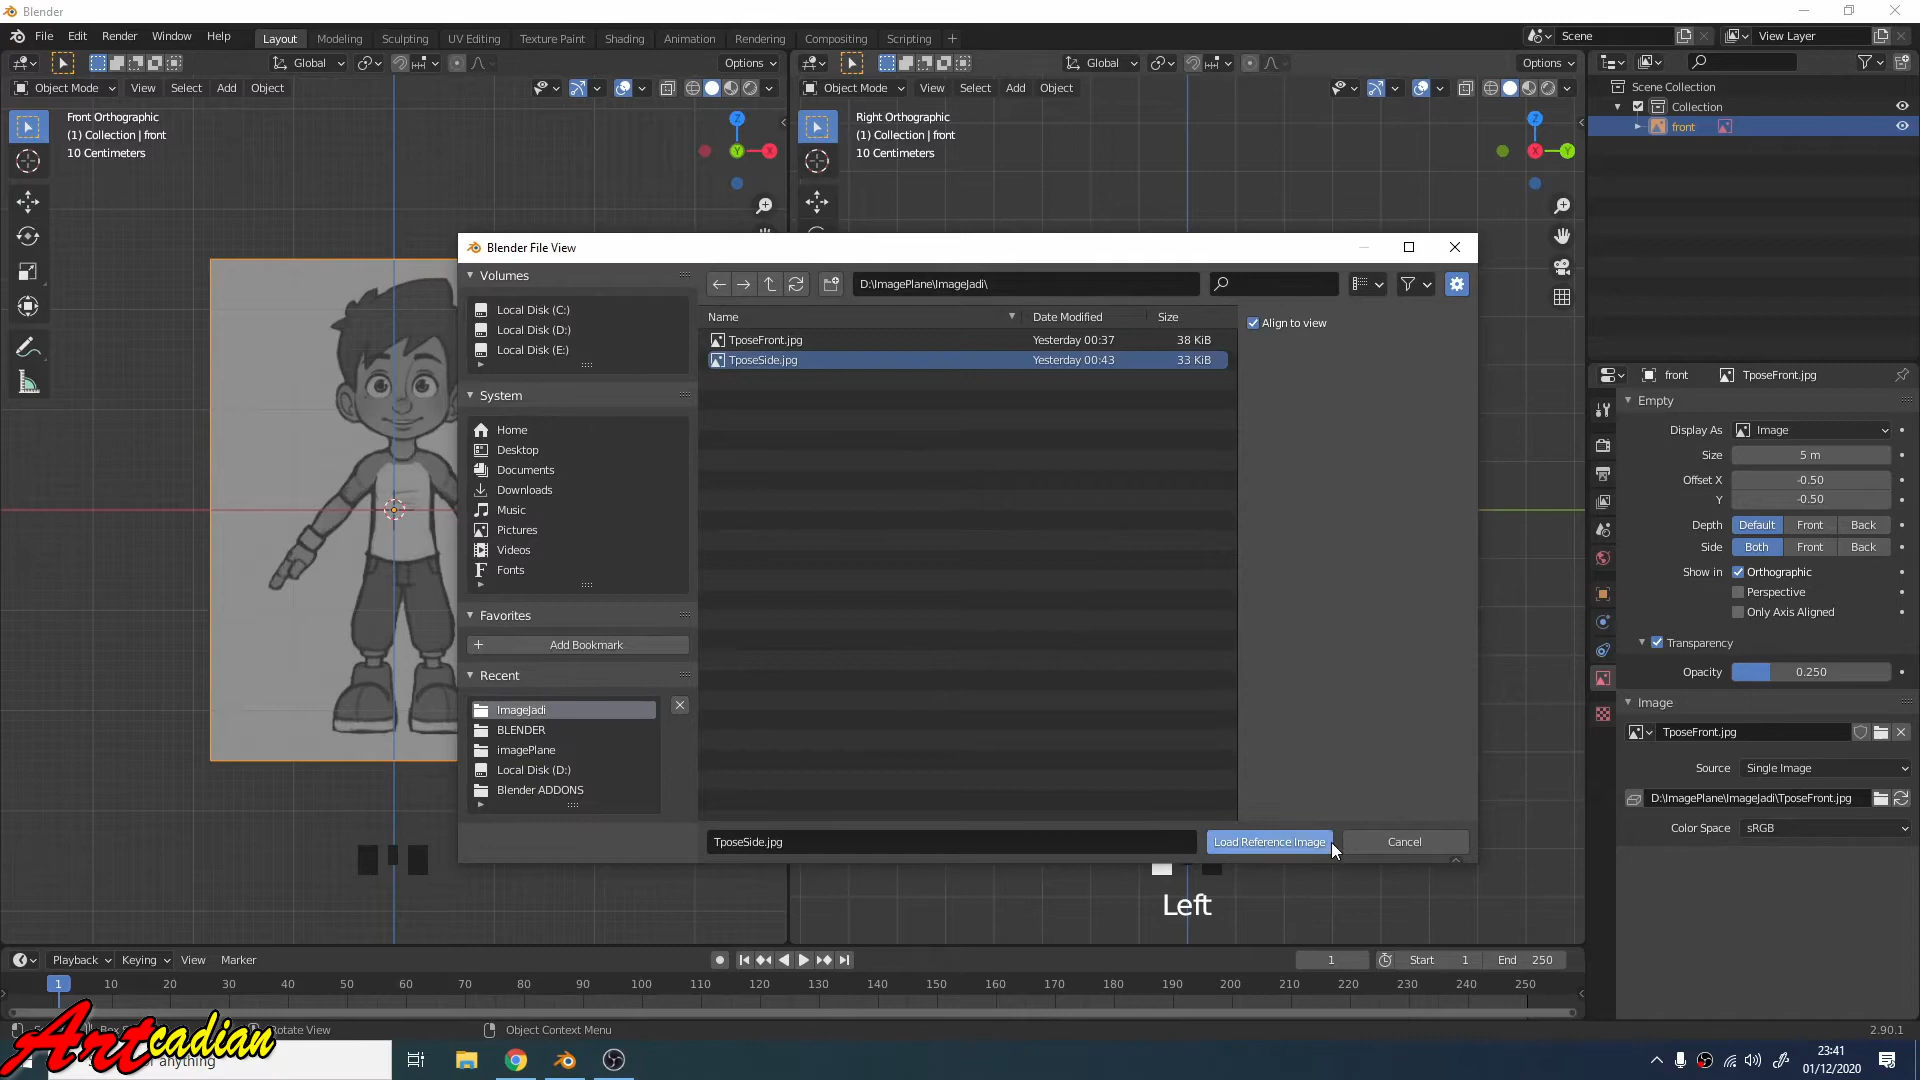 Blender
File Edit Render Window Help Layout Modeling Sculpting UV Editing Texture Paint Shading Animation Rendering Compositing Scripting + Scene View Layer
Global Options Global Options
Object Mode View Select Add Object Object Mode View Select Add Object
Scene Collection
Collection
front
Front Orthographic
(1) Collection | front
10 Centimeters
Z Y X
Right Orthographic
(1) Collection | front
10 Centimeters
Z X Y
Blender File View
Volumes
Local Disk (C:)
Local Disk (D:)
Local Disk (E:)
System
Home
Desktop
Documents
Downloads
Music
Pictures
Videos
Fonts
Favorites
Add Bookmark
Recent
ImageJadi
BLENDER
imagePlane
Local Disk (D:)
Blender ADDONS
D:\ImagePlane\ImageJadi\
Name Date Modified Size
TposeFront.jpg Yesterday 00:37 38 KiB
TposeSide.jpg Yesterday 00:43 33 KiB
Align to view
TposeSide.jpg Load Reference Image Cancel
front TposeFront.jpg
Empty
Display As Image
Size 5 m
Offset X -0.50
Y -0.50
Depth Default Front Back
Side Both Front Back
Show in Orthographic
Perspective
Only Axis Aligned
Transparency
Opacity 0.250
Image
TposeFront.jpg
Source Single Image
D:\ImagePlane\ImageJadi\TposeFront.jpg
Color Space sRGB
Left
Playback Keying View Marker 1 Start 1 End 250
1 10 20 30 40 50 60 70 80 90 100 110 120 130 140 150 160 170 180 190 200 210 220 230 240 250
Rotate View Object Context Menu 2.90.1
Artcadian
anything
23:41
01/12/2020